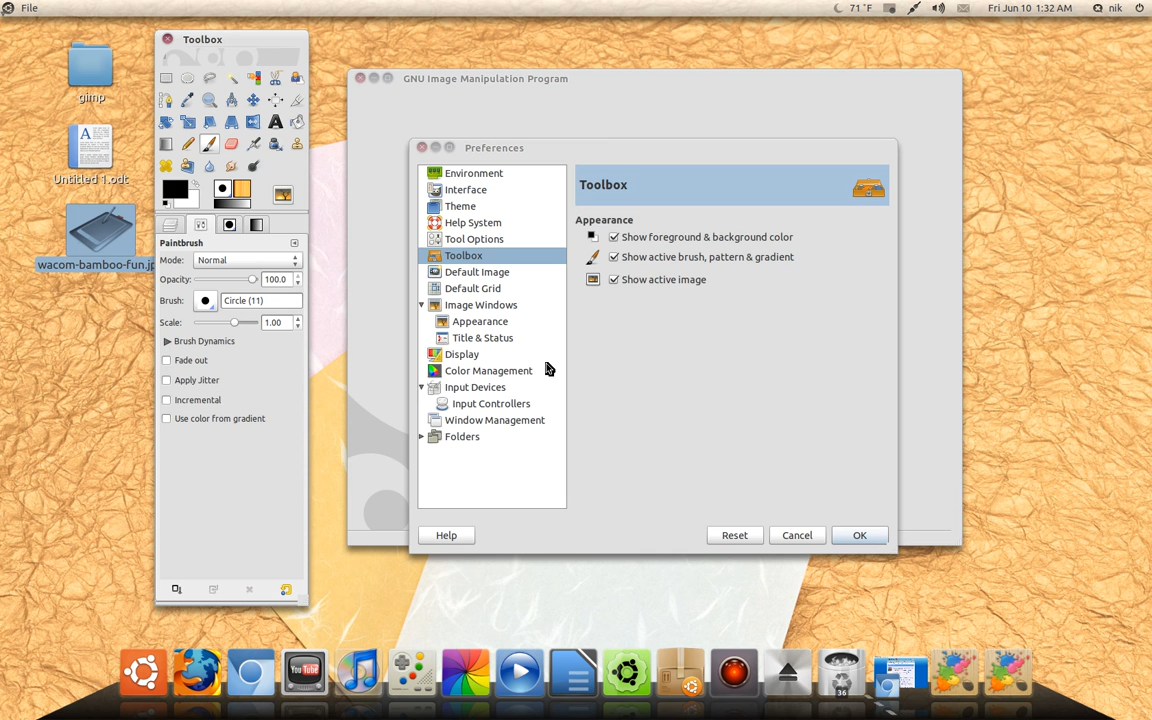 File
71 °F
Fri Jun 10 1:32 AM
nik
gimp
Untitled 1.odt
wacom-bamboo-fun.jp
Toolbox
Paintbrush
Mode: Normal
Opacity: 100.0
Brush: Circle (11)
Scale: 1.00
Brush Dynamics
Fade out
Apply Jitter
Incremental
Use color from gradient
GNU Image Manipulation Program
Preferences
Environment
Interface
Theme
Help System
Tool Options
Toolbox
Default Image
Default Grid
Image Windows
Appearance
Title & Status
Display
Color Management
Input Devices
Input Controllers
Window Management
Folders
Toolbox
Appearance
Show foreground & background color
Show active brush, pattern & gradient
Show active image
Help
Reset
Cancel
OK
You Tube
36